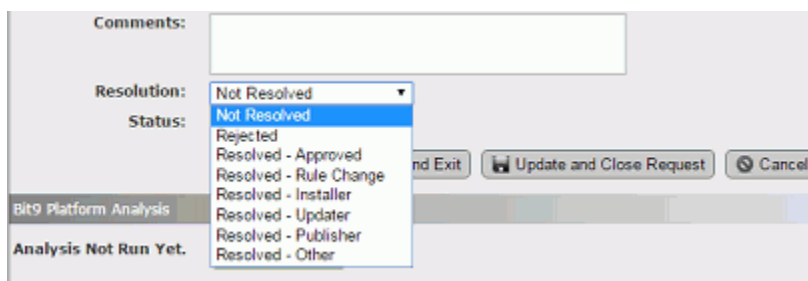 Comments:
Resolution: Not Resolved
Status: Not Resolved
Rejected
Resolved - Approved
Resolved - Rule Change
Resolved - Installer
Resolved - Updater
Resolved - Publisher
Resolved - Other
nd Exit Update and Close Request Cancel
Bit9 Platform Analysis
Analysis Not Run Yet.